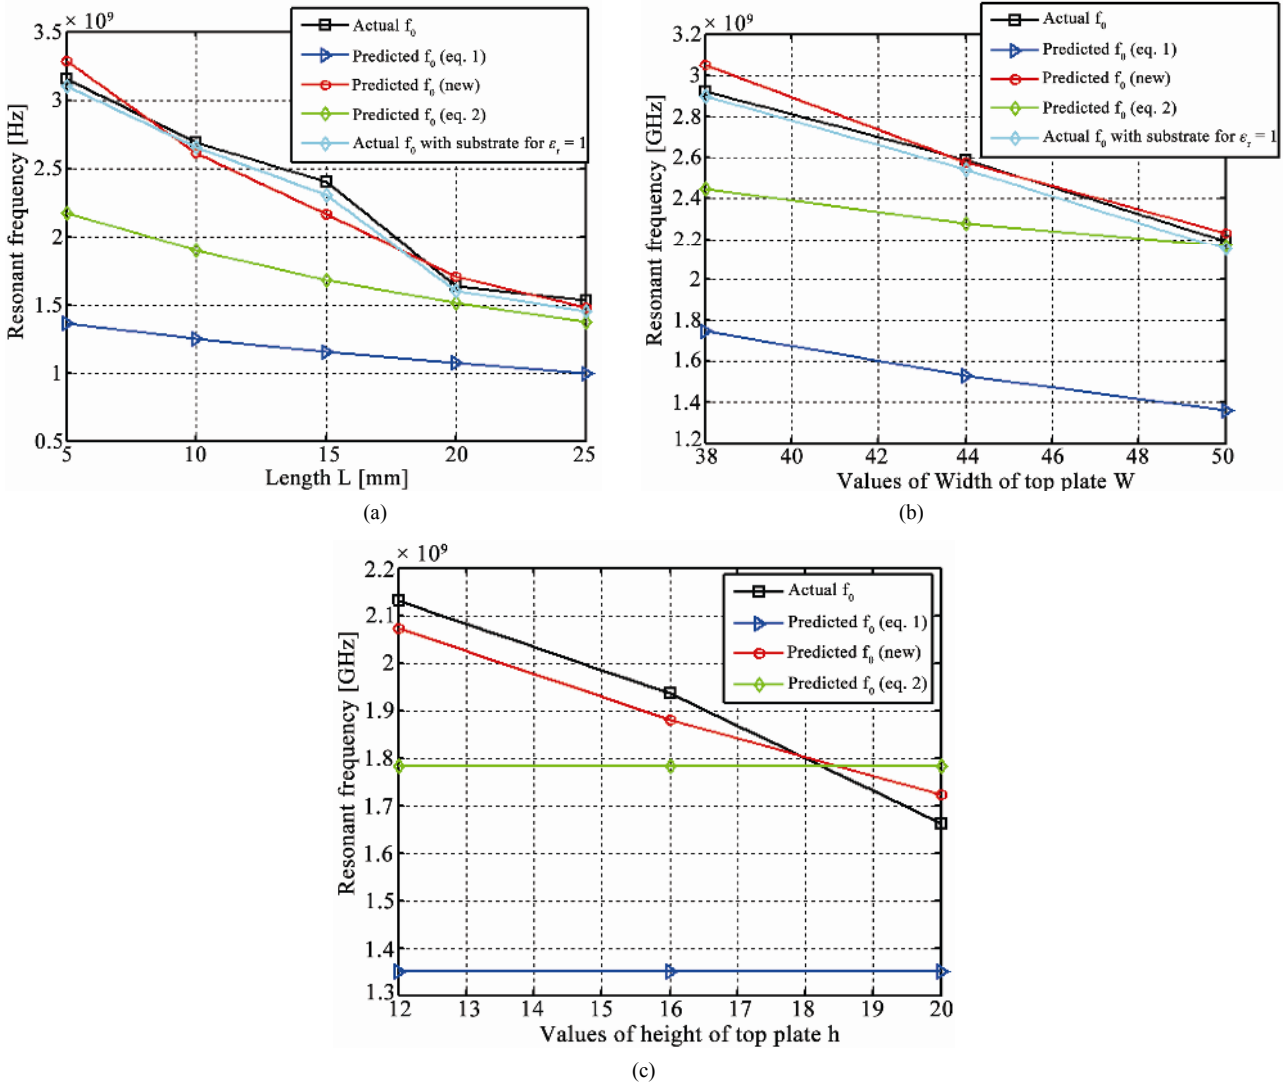 × 10⁹
Actual f₀
Predicted f₀ (eq. 1)
Predicted f₀ (new)
Predicted f₀ (eq. 2)
Actual f₀ with substrate for εᵣ = 1
3.5
3
2.5
2
1.5
1
0.5
Resonant frequency [Hz]
5
10
15
20
25
Length L [mm]
(a)
× 10⁹
Actual f₀
Predicted f₀ (eq. 1)
Predicted f₀ (new)
Predicted f₀ (eq. 2)
Actual f₀ with substrate for εᵣ = 1
3.2
3
2.8
2.6
2.4
2.2
2
1.8
1.6
1.4
1.2
Resonant frequency [GHz]
38
40
42
44
46
48
50
Values of Width of top plate W
(b)
× 10⁹
Actual f₀
Predicted f₀ (eq. 1)
Predicted f₀ (new)
Predicted f₀ (eq. 2)
2.2
2.1
2
1.9
1.8
1.7
1.6
1.5
1.4
1.3
Resonant frequency [GHz]
12
13
14
15
16
17
18
19
20
Values of height of top plate h
(c)